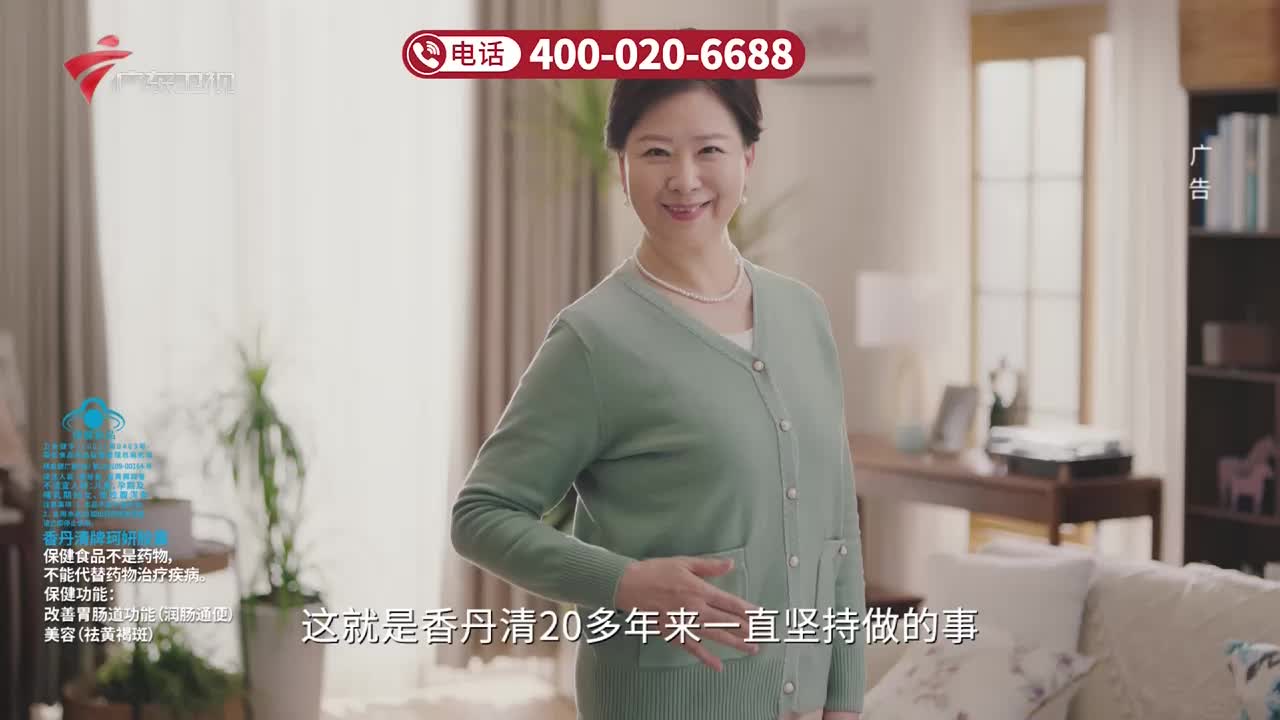 广东卫视
电话 400-020-6688
广告
香丹清牌珂妍胶囊
保健食品不是药物,
不能代替药物治疗疾病。
保健功能:
改善胃肠道功能(润肠通便)
美容(祛黄褐斑)
这就是香丹清20多年来一直坚持做的事